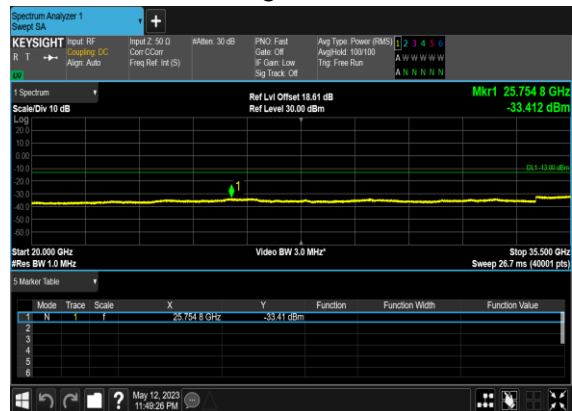 Spectrum Analyzer 1
Swept SA
+
KEYSIGHT Input: RF Input Z: 50 Ω #Atten: 30 dB PNO: Fast Avg Type: Power (RMS) 1 2 3 4 5 6
R T Coupling: DC Corr CCorr Gate: Off Avg|Hold: 100/100 A W W W W W
Align: Auto Freq Ref: Int (S) IF Gain: Low Trig: Free Run
LW Sig Track: Off A N N N N N
1 Spectrum Ref Lvl Offset 18.61 dB Mkr1 25.754 8 GHz
Scale/Div 10 dB Ref Level 30.00 dBm -33.412 dBm
Log
20.0
10.0
0.00
-10.0
DL1 -13.00 dBm
-20.0
1
-30.0
-40.0
-50.0
-60.0
Start 20.000 GHz Video BW 3.0 MHz* Stop 35.500 GHz
#Res BW 1.0 MHz Sweep 26.7 ms (40001 pts)
5 Marker Table
Mode Trace Scale X Y Function Function Width Function Value
1 N 1 f 25.754 8 GHz -33.41 dBm
2
3
4
5
6
? May 12, 2023
11:49:26 PM